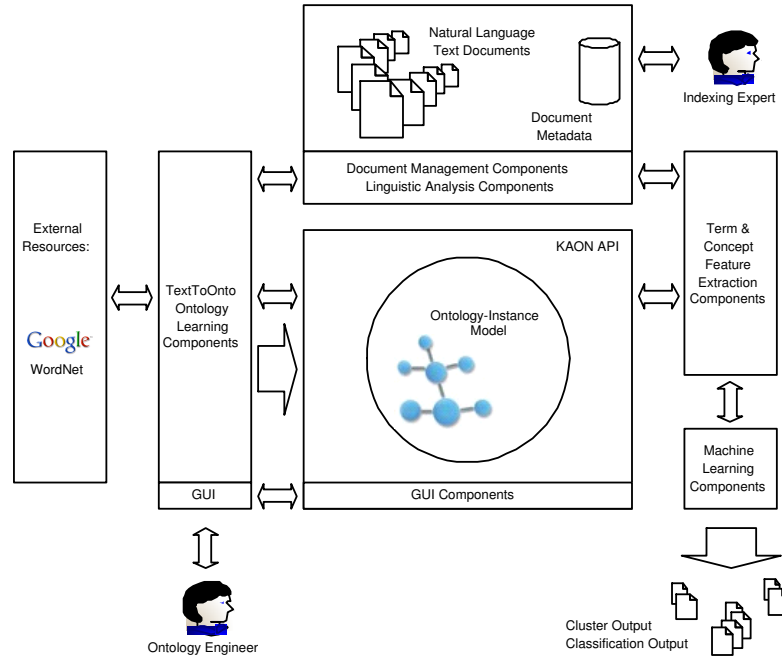 Natural Language
Text Documents
Document
Metadata
Indexing Expert
Document Management Components
Linguistic Analysis Components
External
Resources:
Google
WordNet
TextToOnto
Ontology
Learning
Components
GUI
KAON API
Ontology-Instance
Model
GUI Components
Term &
Concept
Feature
Extraction
Components
Machine
Learning
Components
Ontology Engineer
Cluster Output
Classification Output